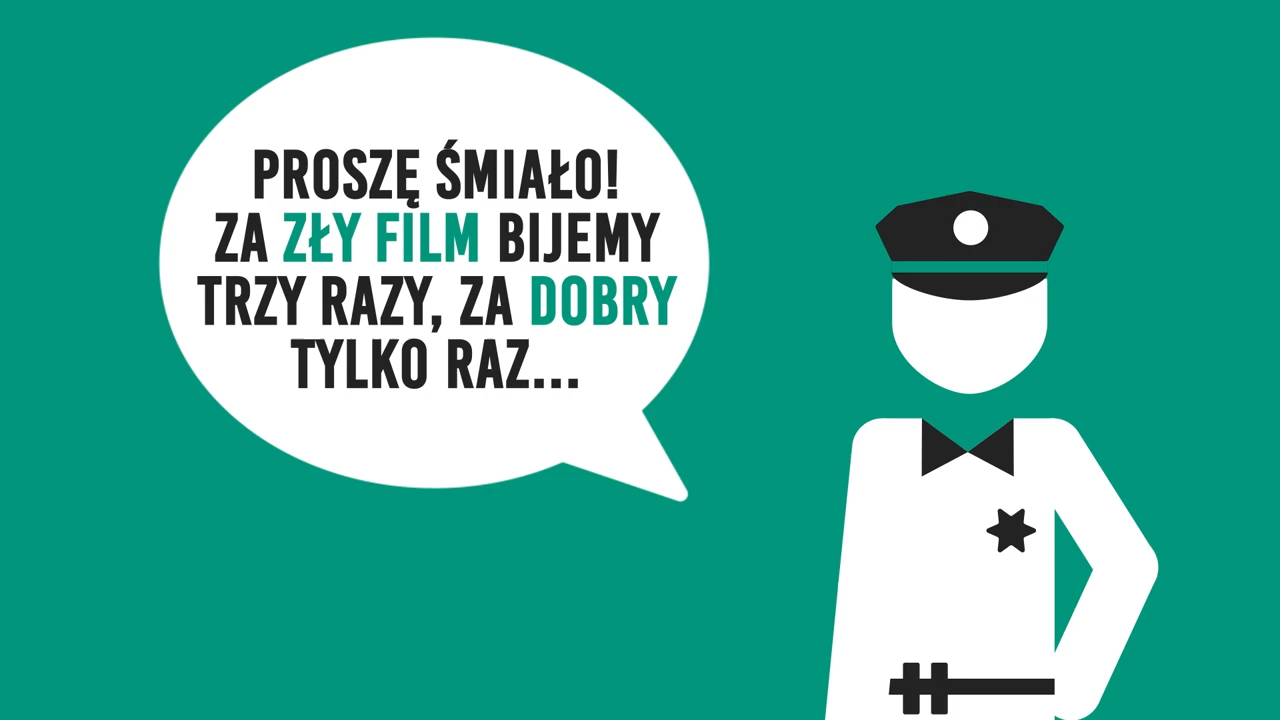 PROSZĘ ŚMIAŁO!
ZA ZŁY FILM BIJEMY
TRZY RAZY, ZA DOBRY
TYLKO RAZ...